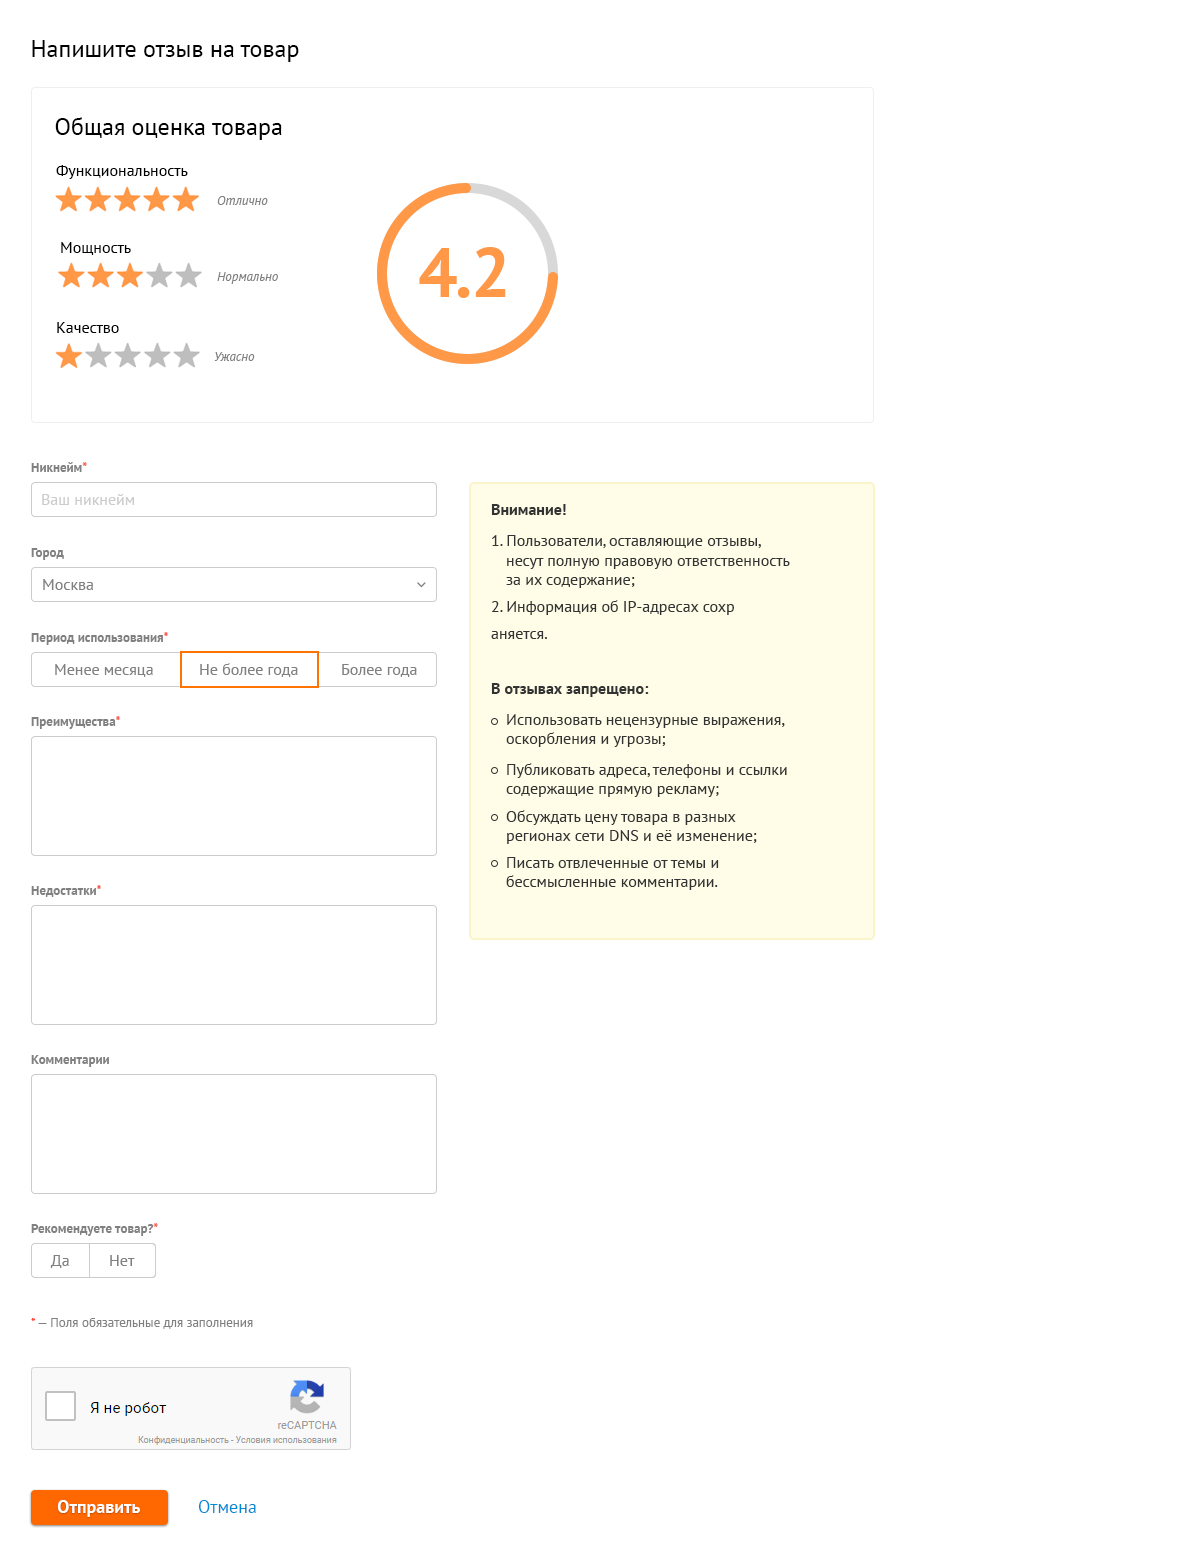 Напишите отзыв на товар
Общая оценка товара
Функциональность
Отлично
Мощность
Нормально
Качество
Ужасно
4.2
Никнейм*
Ваш никнейм
Город
Москва
Период использования*
Менее месяца
Не более года
Более года
Преимущества*
Недостатки*
Комментарии
Рекомендуете товар?*
Да
Нет
* — Поля обязательные для заполнения
Я не робот
reCAPTCHA
Конфиденциальность - Условия использования
Отправить
Отмена
Внимание!
1. Пользователи, оставляющие отзывы,
несут полную правовую ответственность
за их содержание;
2. Информация об IP-адресах сохр
аняется.
В отзывах запрещено:
Использовать нецензурные выражения,
оскорбления и угрозы;
Публиковать адреса, телефоны и ссылки
содержащие прямую рекламу;
Обсуждать цену товара в разных
регионах сети DNS и её изменение;
Писать отвлеченные от темы и
бессмысленные комментарии.